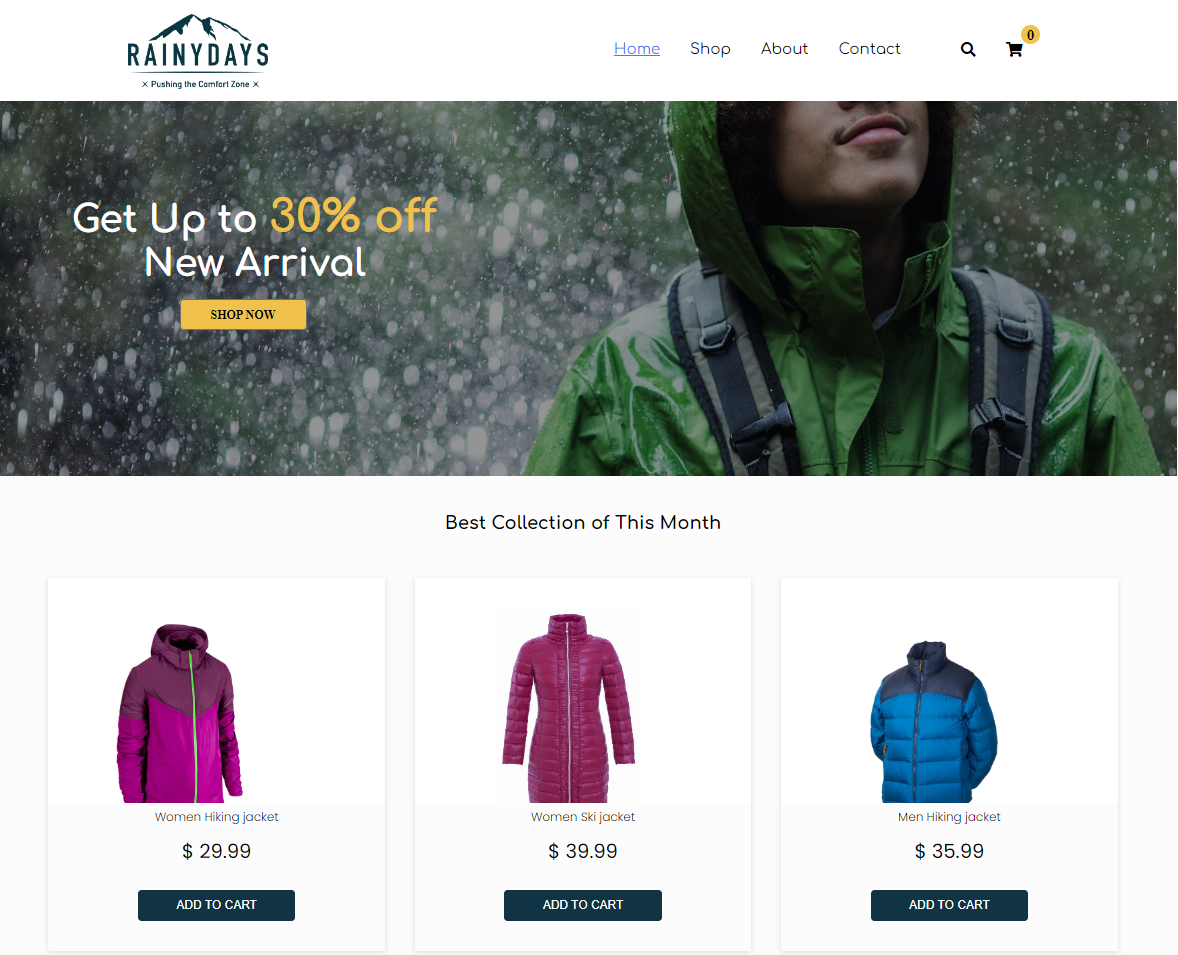 RAINYDAYS
Pushing the Comfort Zone
Home Shop About Contact 0
Get Up to 30% off
New Arrival
SHOP NOW
Best Collection of This Month
Women Hiking jacket
$ 29.99
ADD TO CART
Women Ski jacket
$ 39.99
ADD TO CART
Men Hiking jacket
$ 35.99
ADD TO CART